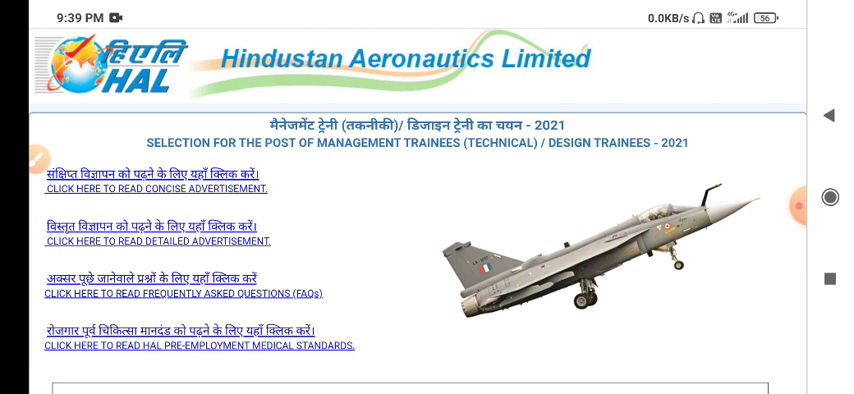 9:39 PM
0.0KB/s 4G+ 56
हिएलि
HAL
Hindustan Aeronautics Limited
मैनेजमेंट ट्रेनी (तकनीकी)/ डिजाइन ट्रेनी का चयन - 2021
SELECTION FOR THE POST OF MANAGEMENT TRAINEES (TECHNICAL) / DESIGN TRAINEES - 2021
संक्षिप्त विज्ञापन को पढ़ने के लिए यहाँ क्लिक करें।
CLICK HERE TO READ CONCISE ADVERTISEMENT.
विस्तृत विज्ञापन को पढ़ने के लिए यहाँ क्लिक करें।
CLICK HERE TO READ DETAILED ADVERTISEMENT.
अक्सर पूछे जानेवाले प्रश्नों के लिए यहाँ क्लिक करें
CLICK HERE TO READ FREQUENTLY ASKED QUESTIONS (FAQs)
रोजगार पूर्व चिकित्सा मानदंड को पढ़ने के लिए यहाँ क्लिक करें।
CLICK HERE TO READ HAL PRE-EMPLOYMENT MEDICAL STANDARDS.